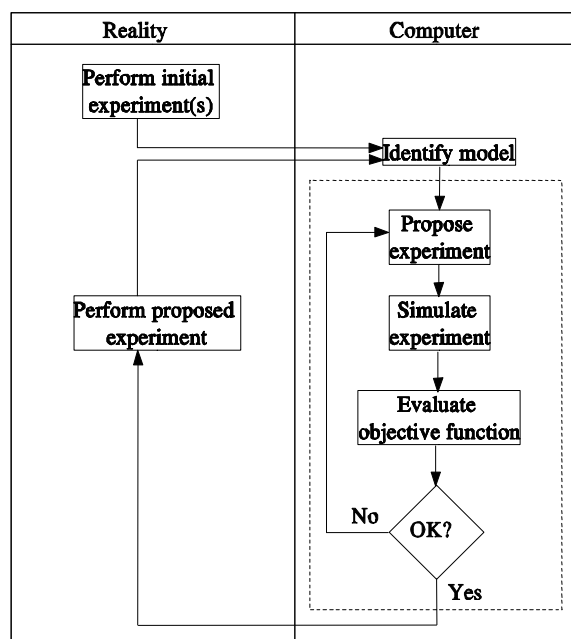 Reality
Computer
Perform initial
experiment(s)
Identify model
Propose
experiment
Perform proposed
experiment
Simulate
experiment
Evaluate
objective function
No
OK?
Yes